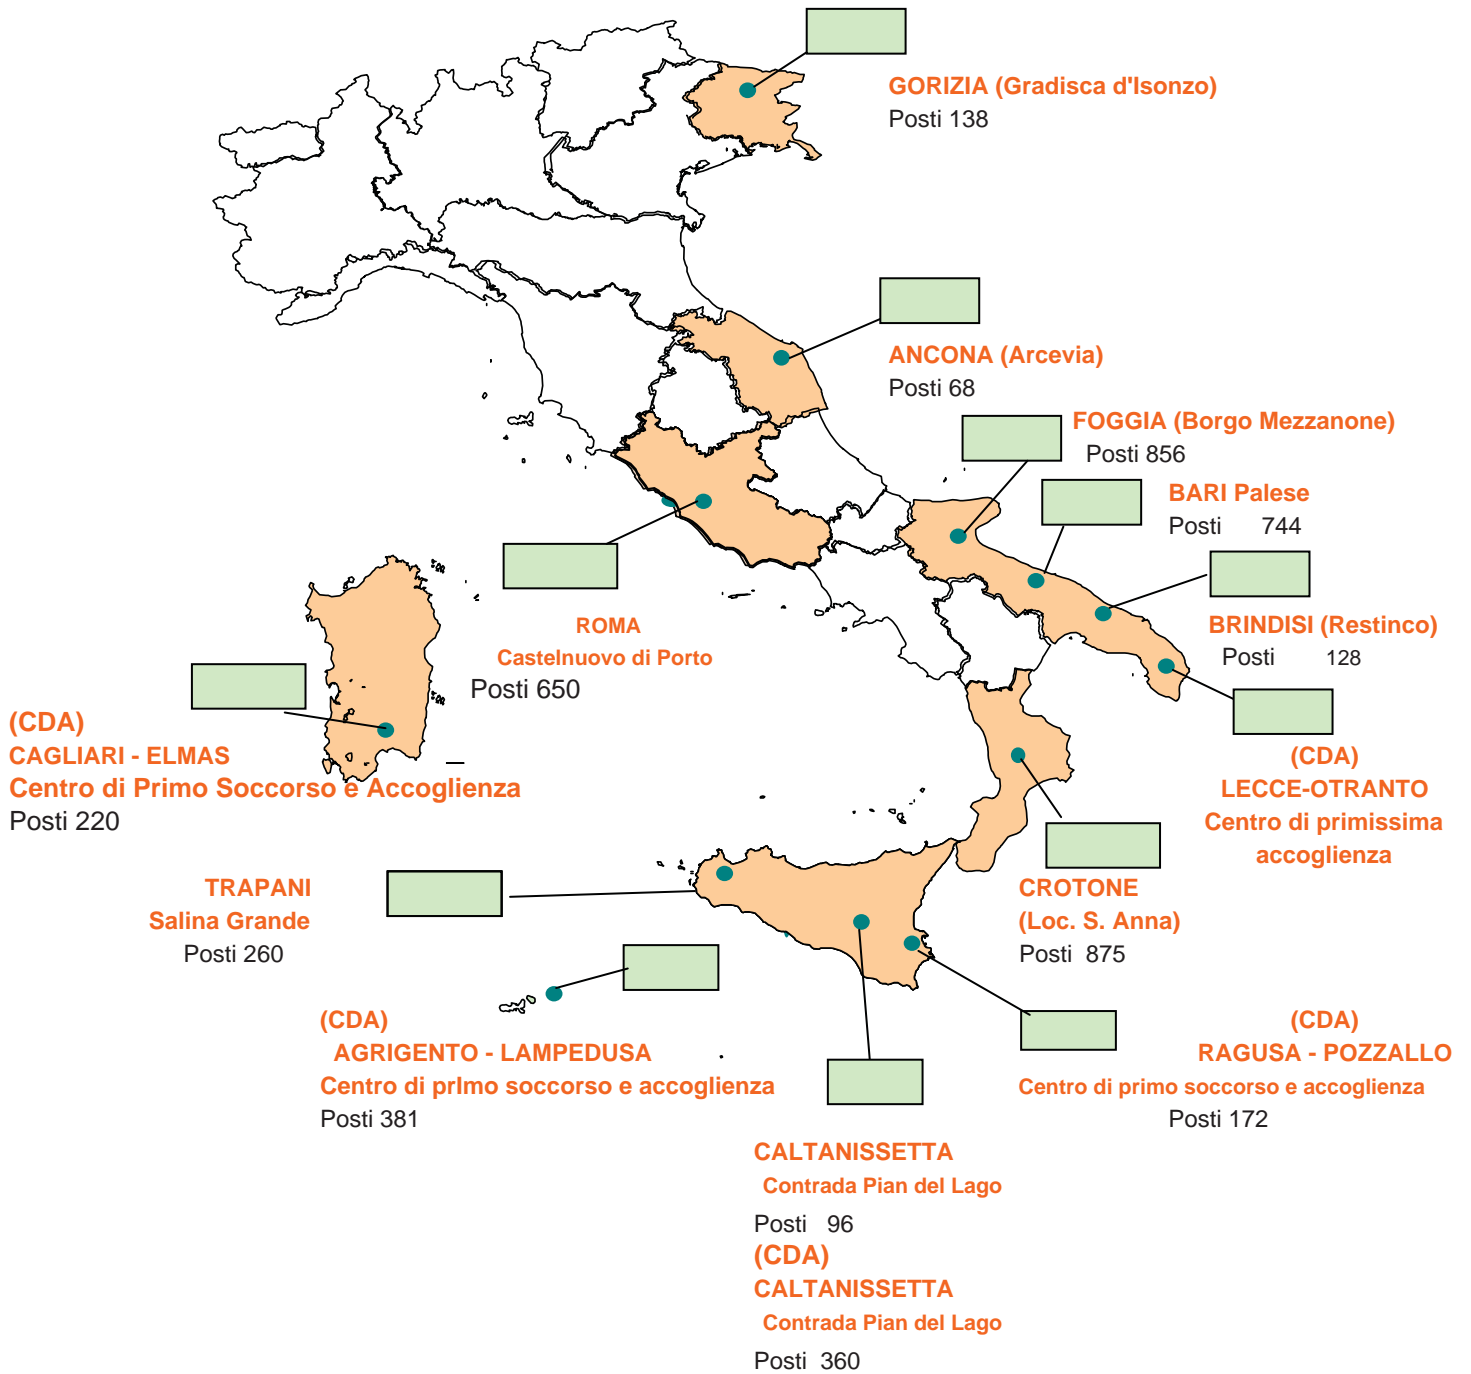 GORIZIA (Gradisca d'Isonzo)
Posti 138
ANCONA (Arcevia)
Posti 68
FOGGIA (Borgo Mezzanone)
Posti 856
BARI Palese
Posti 744
BRINDISI (Restinco)
Posti 128
ROMA
Castelnuovo di Porto
Posti 650
(CDA)
CAGLIARI - ELMAS
Centro di Primo Soccorso e Accoglienza
Posti 220
(CDA)
LECCE-OTRANTO
Centro di primissima
accoglienza
TRAPANI
Salina Grande
Posti 260
CROTONE
(Loc. S. Anna)
Posti 875
(CDA)
AGRIGENTO - LAMPEDUSA
Centro di prImo soccorso e accoglienza
Posti 381
(CDA)
RAGUSA - POZZALLO
Centro di primo soccorso e accoglienza
Posti 172
CALTANISSETTA
Contrada Pian del Lago
Posti 96
(CDA)
CALTANISSETTA
Contrada Pian del Lago
Posti 360